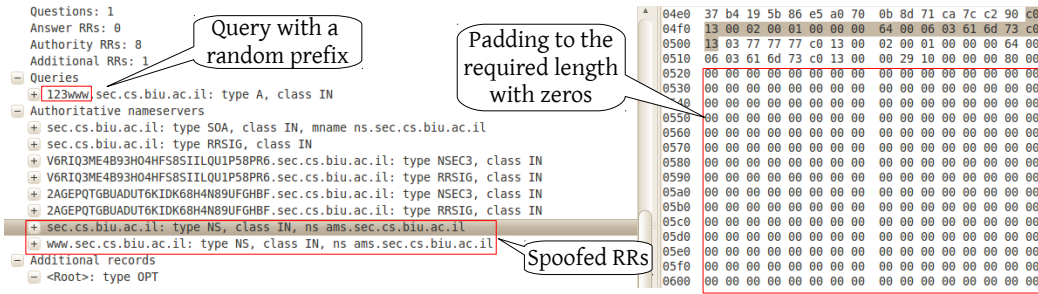 Questions: 1
Answer RRs: 0
Authority RRs: 8
Additional RRs: 1
Queries
123www.sec.cs.biu.ac.il: type A, class IN
Authoritative nameservers
sec.cs.biu.ac.il: type SOA, class IN, mname ns.sec.cs.biu.ac.il
sec.cs.biu.ac.il: type RRSIG, class IN
V6RIQ3ME4B93HO4HFS8SIILQU1P58PR6.sec.cs.biu.ac.il: type NSEC3, class IN
V6RIQ3ME4B93HO4HFS8SIILQU1P58PR6.sec.cs.biu.ac.il: type RRSIG, class IN
2AGEPQTGBUADUT6KIDK68H4N89UFGHBF.sec.cs.biu.ac.il: type NSEC3, class IN
2AGEPQTGBUADUT6KIDK68H4N89UFGHBF.sec.cs.biu.ac.il: type RRSIG, class IN
sec.cs.biu.ac.il: type NS, class IN, ns ams.sec.cs.biu.ac.il
www.sec.cs.biu.ac.il: type NS, class IN, ns ams.sec.cs.biu.ac.il
Additional records
<Root>: type OPT
Query with a
random prefix
Spoofed RRs
Padding to the
required length
with zeros
04e0 37 b4 19 5b 86 e5 a0 70 0b 8d 71 ca 7c c2 90 c0
04f0 13 00 02 00 01 00 00 00 64 00 06 03 61 6d 73 c0
0500 13 03 77 77 77 c0 13 00 02 00 01 00 00 00 64 00
0510 06 03 61 6d 73 c0 13 00 00 29 10 00 00 00 80 00
0520 00 00 00 00 00 00 00 00 00 00 00 00 00 00 00 00
0530 00 00 00 00 00 00 00 00 00 00 00 00 00 00 00 00
0540 00 00 00 00 00 00 00 00 00 00 00 00 00 00 00 00
0550 00 00 00 00 00 00 00 00 00 00 00 00 00 00 00 00
0560 00 00 00 00 00 00 00 00 00 00 00 00 00 00 00 00
0570 00 00 00 00 00 00 00 00 00 00 00 00 00 00 00 00
0580 00 00 00 00 00 00 00 00 00 00 00 00 00 00 00 00
0590 00 00 00 00 00 00 00 00 00 00 00 00 00 00 00 00
05a0 00 00 00 00 00 00 00 00 00 00 00 00 00 00 00 00
05b0 00 00 00 00 00 00 00 00 00 00 00 00 00 00 00 00
05c0 00 00 00 00 00 00 00 00 00 00 00 00 00 00 00 00
05d0 00 00 00 00 00 00 00 00 00 00 00 00 00 00 00 00
05e0 00 00 00 00 00 00 00 00 00 00 00 00 00 00 00 00
05f0 00 00 00 00 00 00 00 00 00 00 00 00 00 00 00 00
0600 00 00 00 00 00 00 00 00 00 00 00 00 00 00 00 00